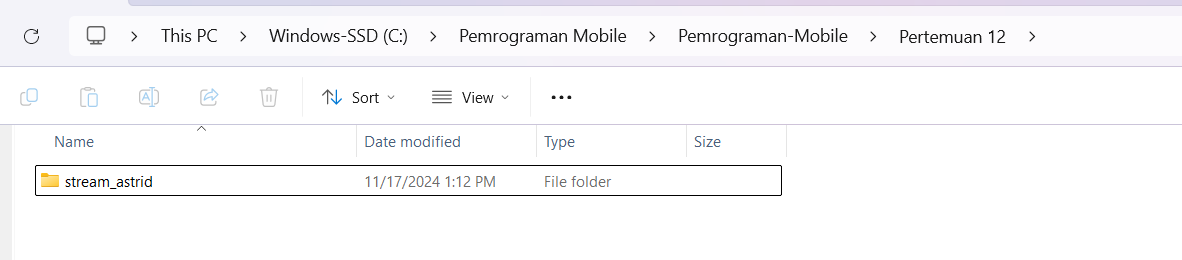 This PC > Windows-SSD (C:) > Pemrograman Mobile > Pemrograman-Mobile > Pertemuan 12 >
Sort View
Name Date modified Type Size
stream_astrid 11/17/2024 1:12 PM File folder